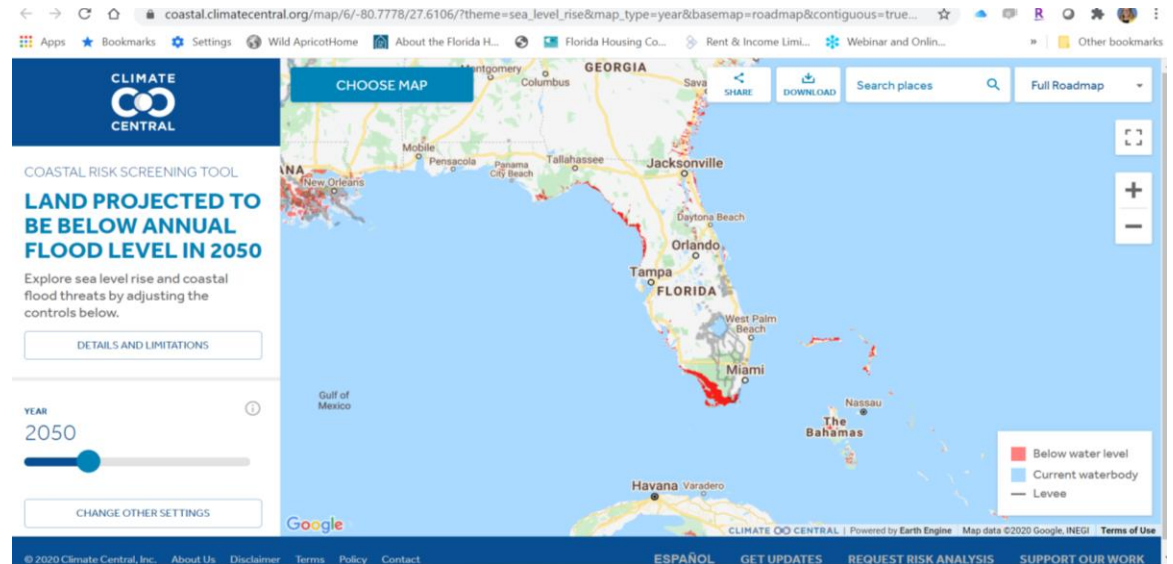 coastal.climatecentral.org/map/6/-80.7778/27.6106/?theme=sea_level_rise&map_type=year&basemap=roadmap&contiguous=true...
R
Apps
Bookmarks
Settings
Wild ApricotHome
About the Florida H...
Florida Housing Co...
Rent & Income Limi...
Webinar and Onlin...
»
Other bookmarks
CLIMATE
CENTRAL
COASTAL RISK SCREENING TOOL
LAND PROJECTED TO
BE BELOW ANNUAL
FLOOD LEVEL IN 2050
Explore sea level rise and coastal
flood threats by adjusting the
controls below.
DETAILS AND LIMITATIONS
YEAR
2050
CHANGE OTHER SETTINGS
CHOOSE MAP
SHARE
DOWNLOAD
Search places
Full Roadmap
ntgomery
Columbus
GEORGIA
Sava
Mobile
Pensacola
Panama
City Beach
Tallahassee
Jacksonville
ANA
New Orleans
Daytona Beach
Orlando
Tampa
FLORIDA
West Palm
Beach
Miami
Gulf of
Mexico
Nassau
The
Bahamas
Havana
Varadero
+
−
Below water level
Current waterbody
Levee
Google
CLIMATE CENTRAL | Powered by Earth Engine Map data ©2020 Google, INEGI Terms of Use
© 2020 Climate Central, Inc. About Us Disclaimer Terms Policy Contact
ESPAÑOL GET UPDATES REQUEST RISK ANALYSIS SUPPORT OUR WORK